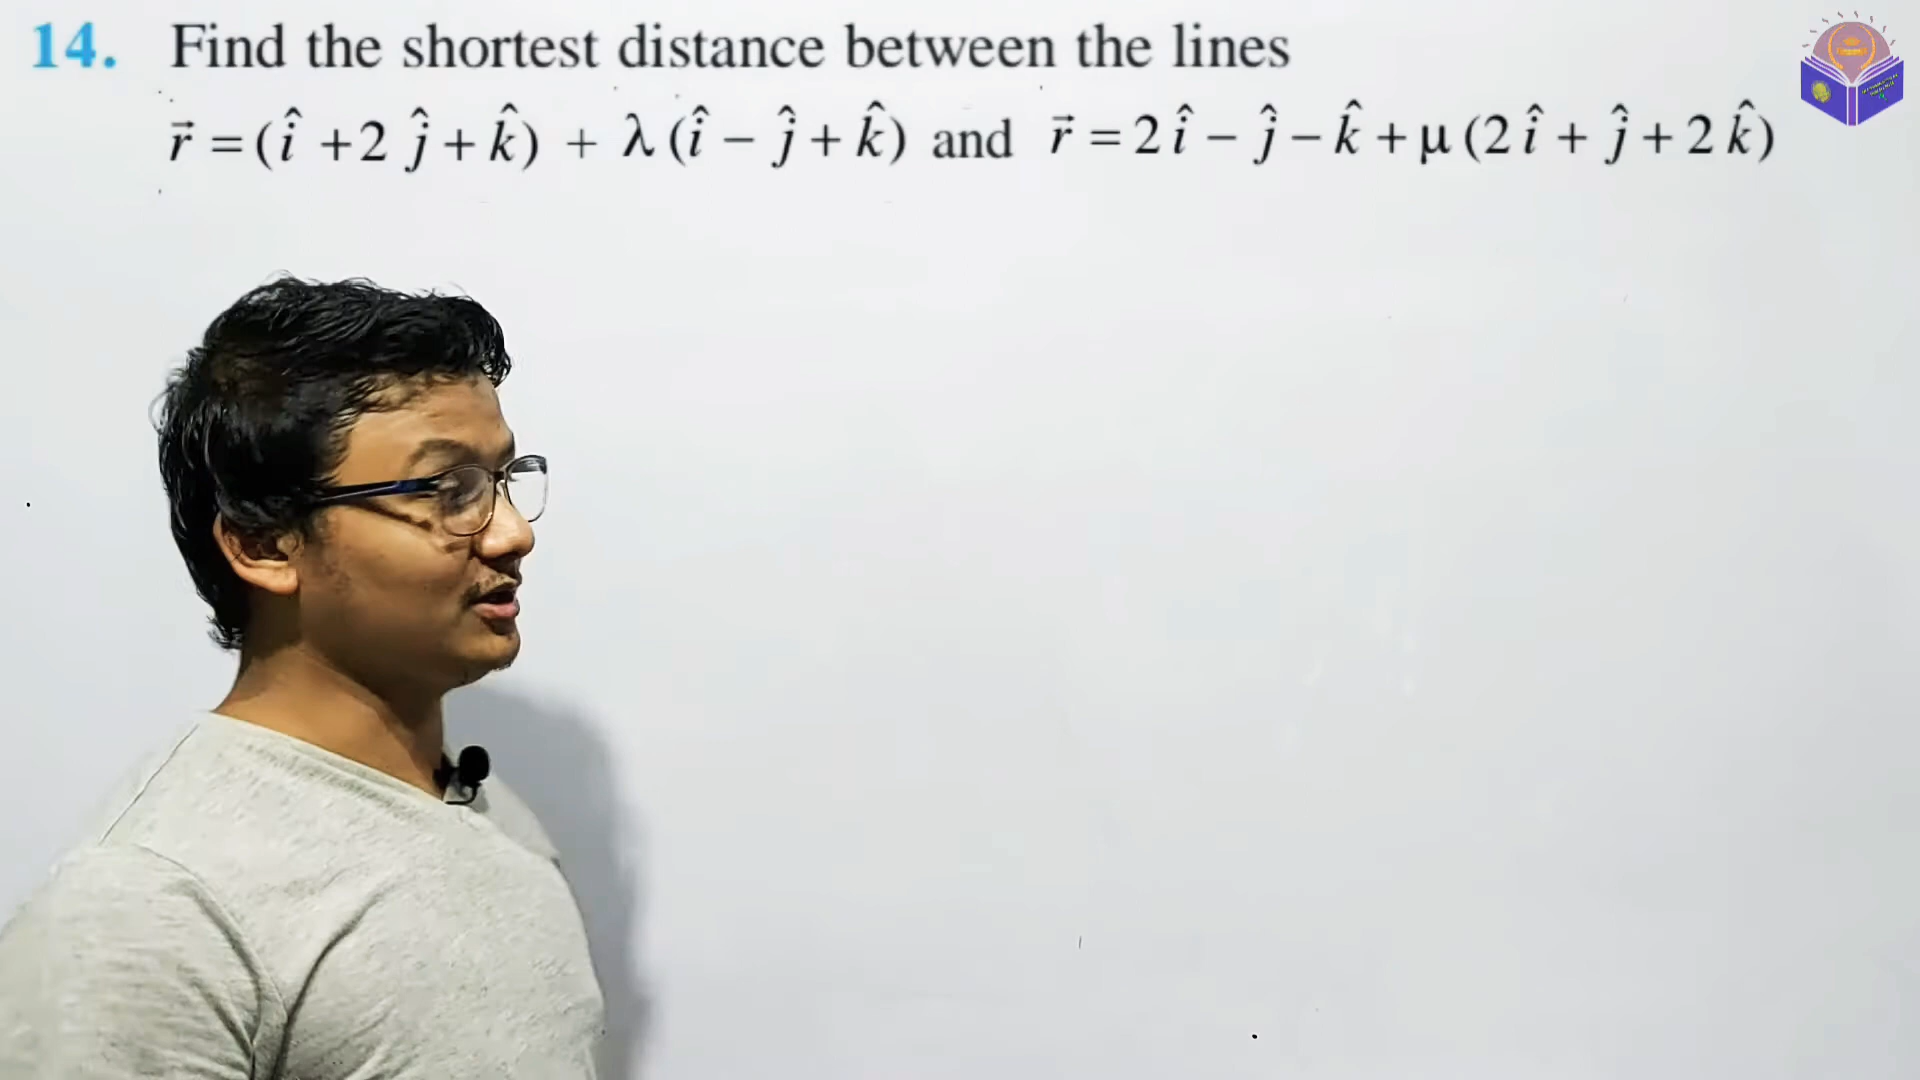 14. Find the shortest distance between the lines
r⃗ = (î + 2 ĵ + k̂) + λ (î − ĵ + k̂) and r⃗ = 2 î − ĵ − k̂ + μ (2 î + ĵ + 2 k̂)